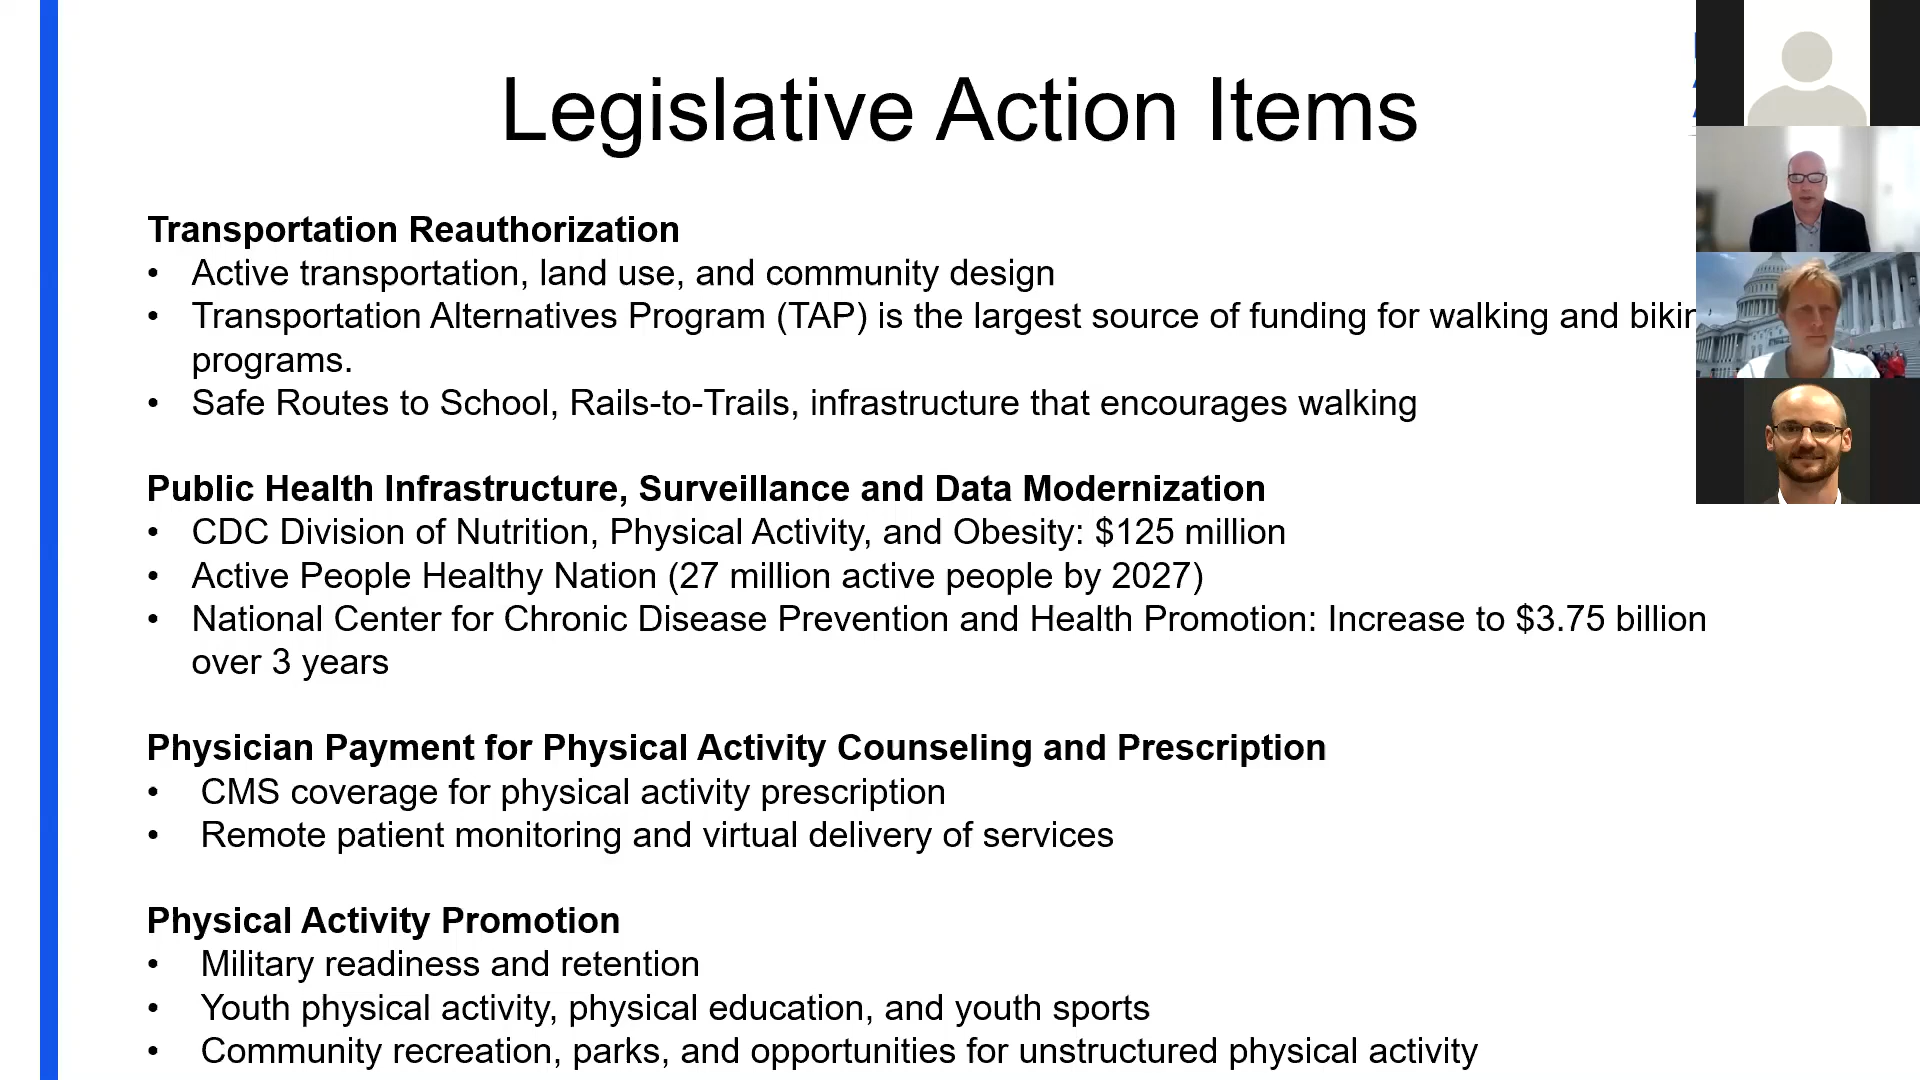 Legislative Action Items
Transportation Reauthorization
• Active transportation, land use, and community design
• Transportation Alternatives Program (TAP) is the largest source of funding for walking and
programs.
• Safe Routes to School, Rails-to-Trails, infrastructure that encourages walking
Public Health Infrastructure, Surveillance and Data Modernization
• CDC Division of Nutrition, Physical Activity, and Obesity: $125 million
• Active People Healthy Nation (27 million active people by 2027)
• National Center for Chronic Disease Prevention and Health Promotion: Increase to $3.75 billion
over 3 years
Physician Payment for Physical Activity Counseling and Prescription
• CMS coverage for physical activity prescription
• Remote patient monitoring and virtual delivery of services
Physical Activity Promotion
• Military readiness and retention
• Youth physical activity, physical education, and youth sports
• Community recreation, parks, and opportunities for unstructured physical activity